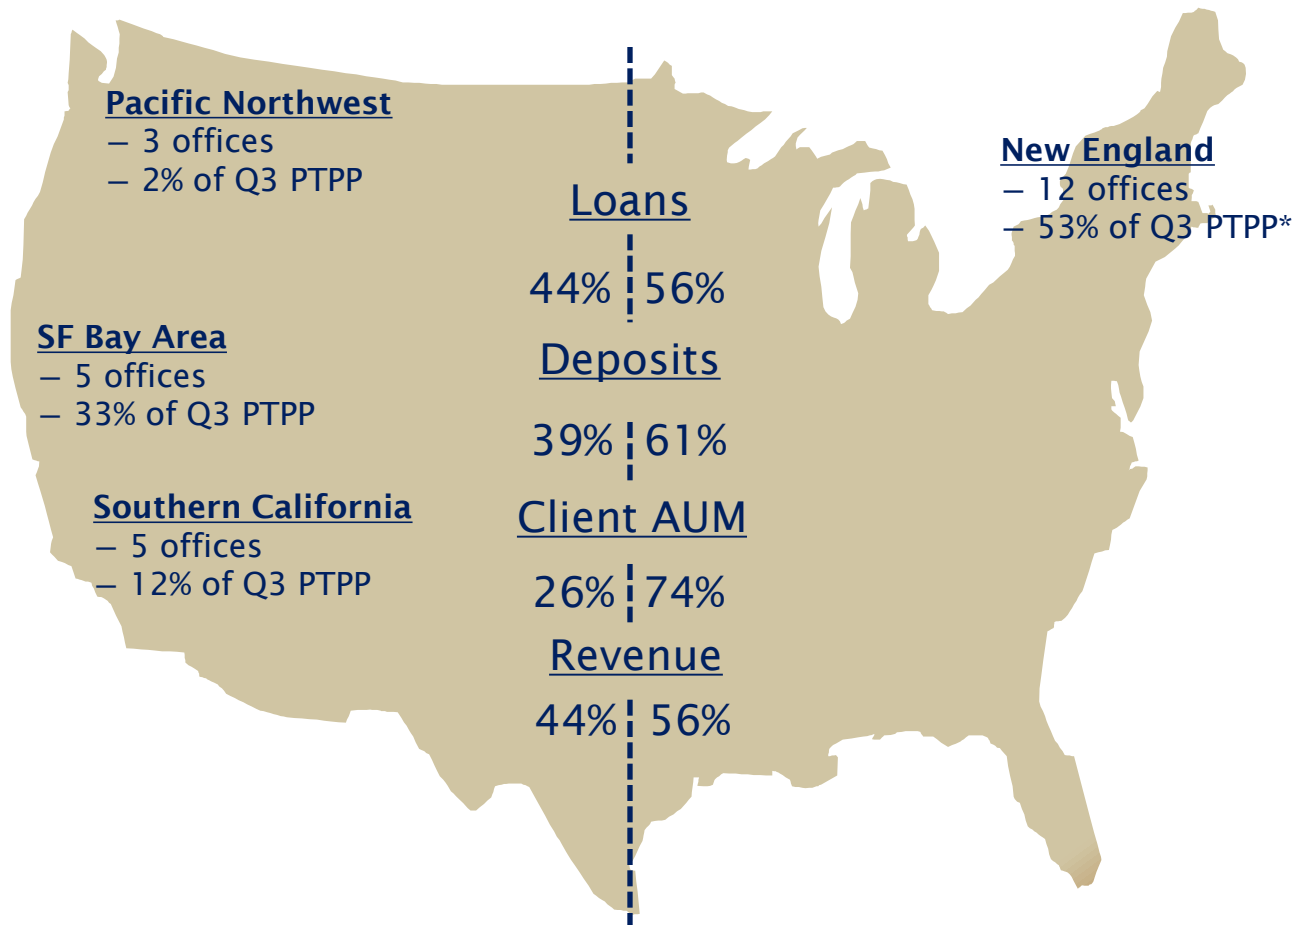 Pacific Northwest
– 3 offices
– 2% of Q3 PTPP
SF Bay Area
– 5 offices
– 33% of Q3 PTPP
Southern California
– 5 offices
– 12% of Q3 PTPP
Loans
44% 56%
Deposits
39% 61%
Client AUM
26% 74%
Revenue
44% 56%
New England
– 12 offices
– 53% of Q3 PTPP*